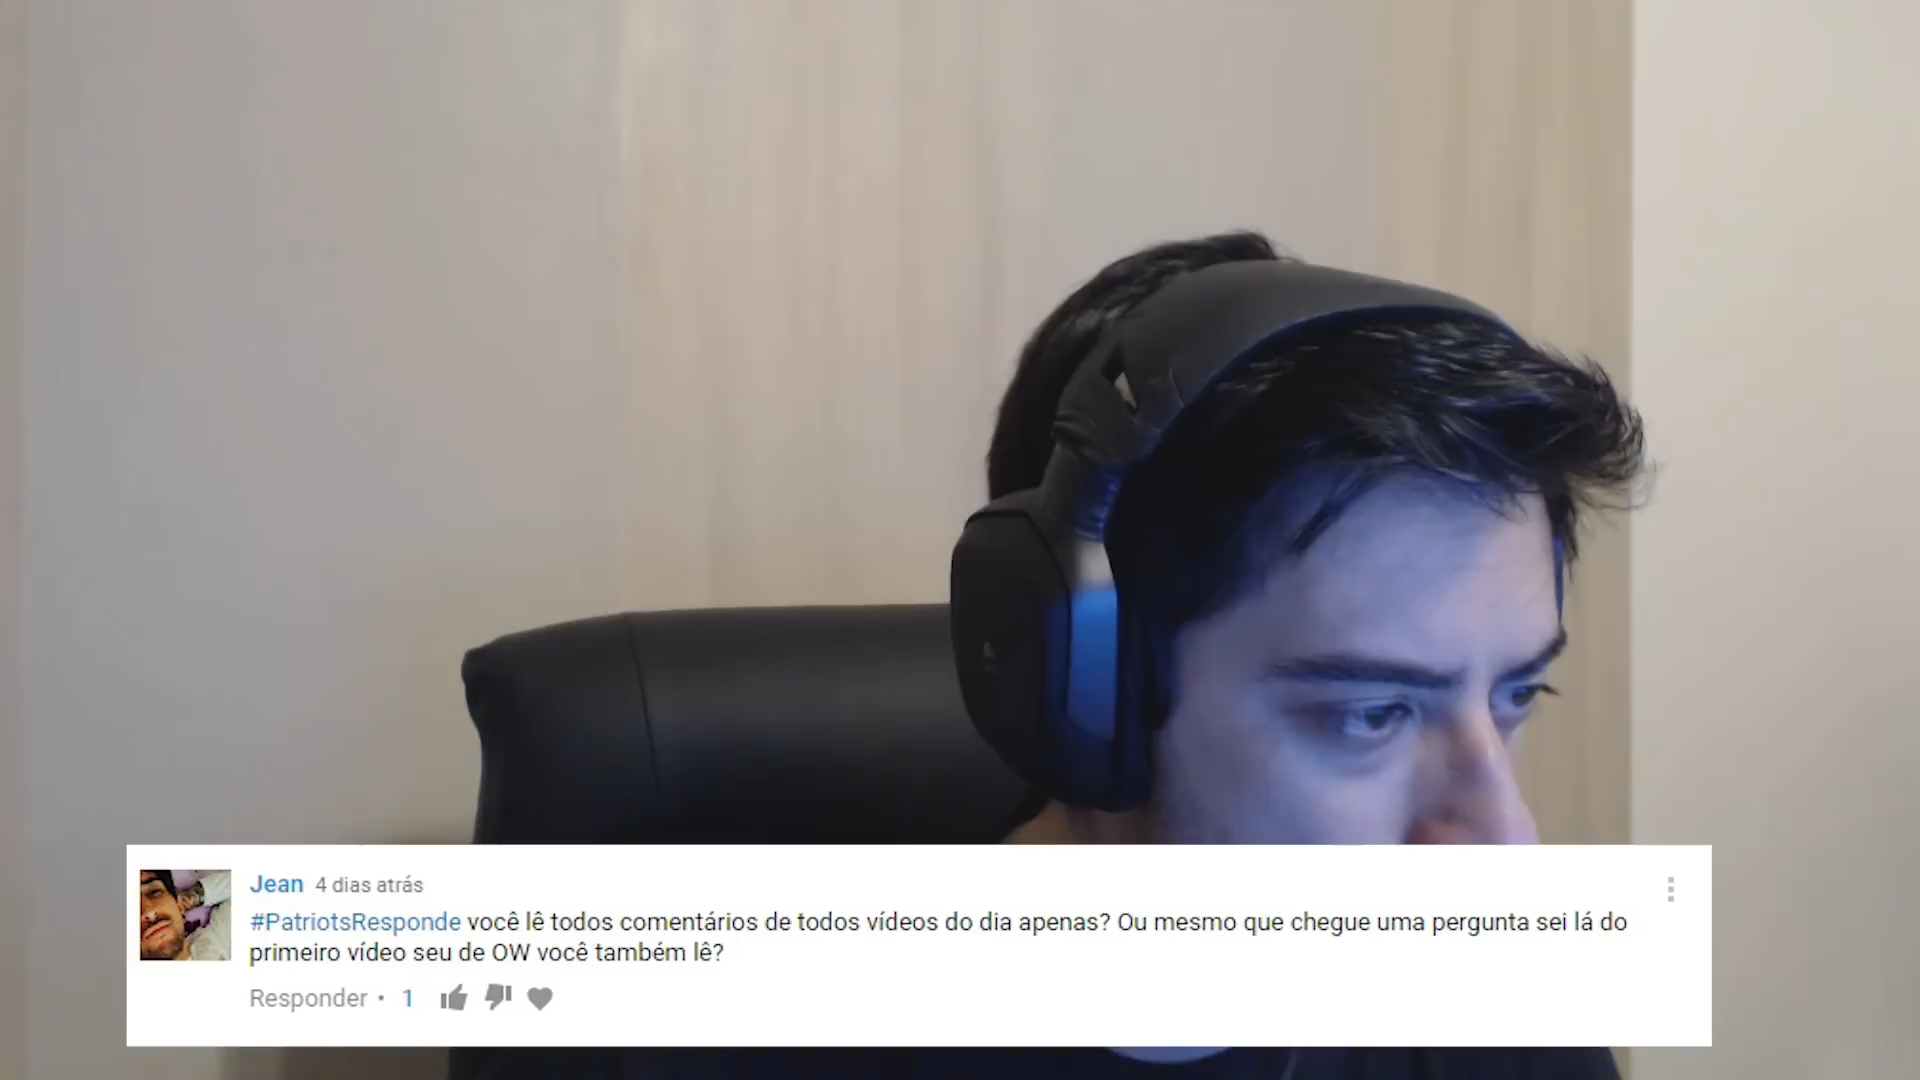 Jean 4 dias atrás
#PatriotsResponde você lê todos comentários de todos vídeos do dia apenas? Ou mesmo que chegue uma pergunta sei lá do
primeiro vídeo seu de OW você também lê?
Responder • 1